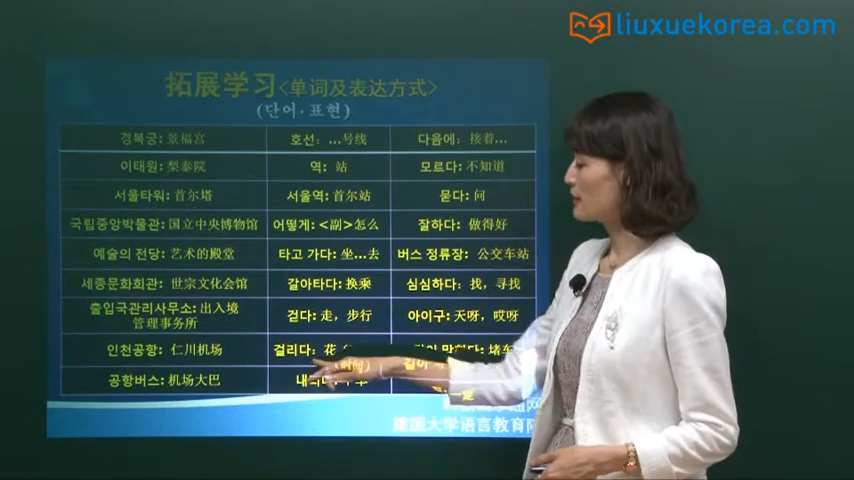 liuxuekorea.com
拓展学习<单词及表达方式>
(단어·표현)
경복궁: 景福宫 호선: ...号线 다음에: 接着...
이태원: 梨泰院 역: 站 모르다: 不知道
서울타워: 首尔塔 서울역: 首尔站 묻다: 问
국립중앙박물관: 国立中央博物馆 어떻게: <副>怎么 잘하다: 做得好
예술의 전당: 艺术的殿堂 타고 가다: 坐...去 버스 정류장: 公交车站
세종문화회관: 世宗文化会馆 갈아타다: 换乘 심심하다: 找，寻找
출입국관리사무소: 出入境
管理事务所 걷다: 走，步行 아이구: 天呀，哎呀
인천공항: 仁川机场 걸리다: 花
(时间) 막히다: 堵车
공항버스: 机场大巴
建国大学语言教育院